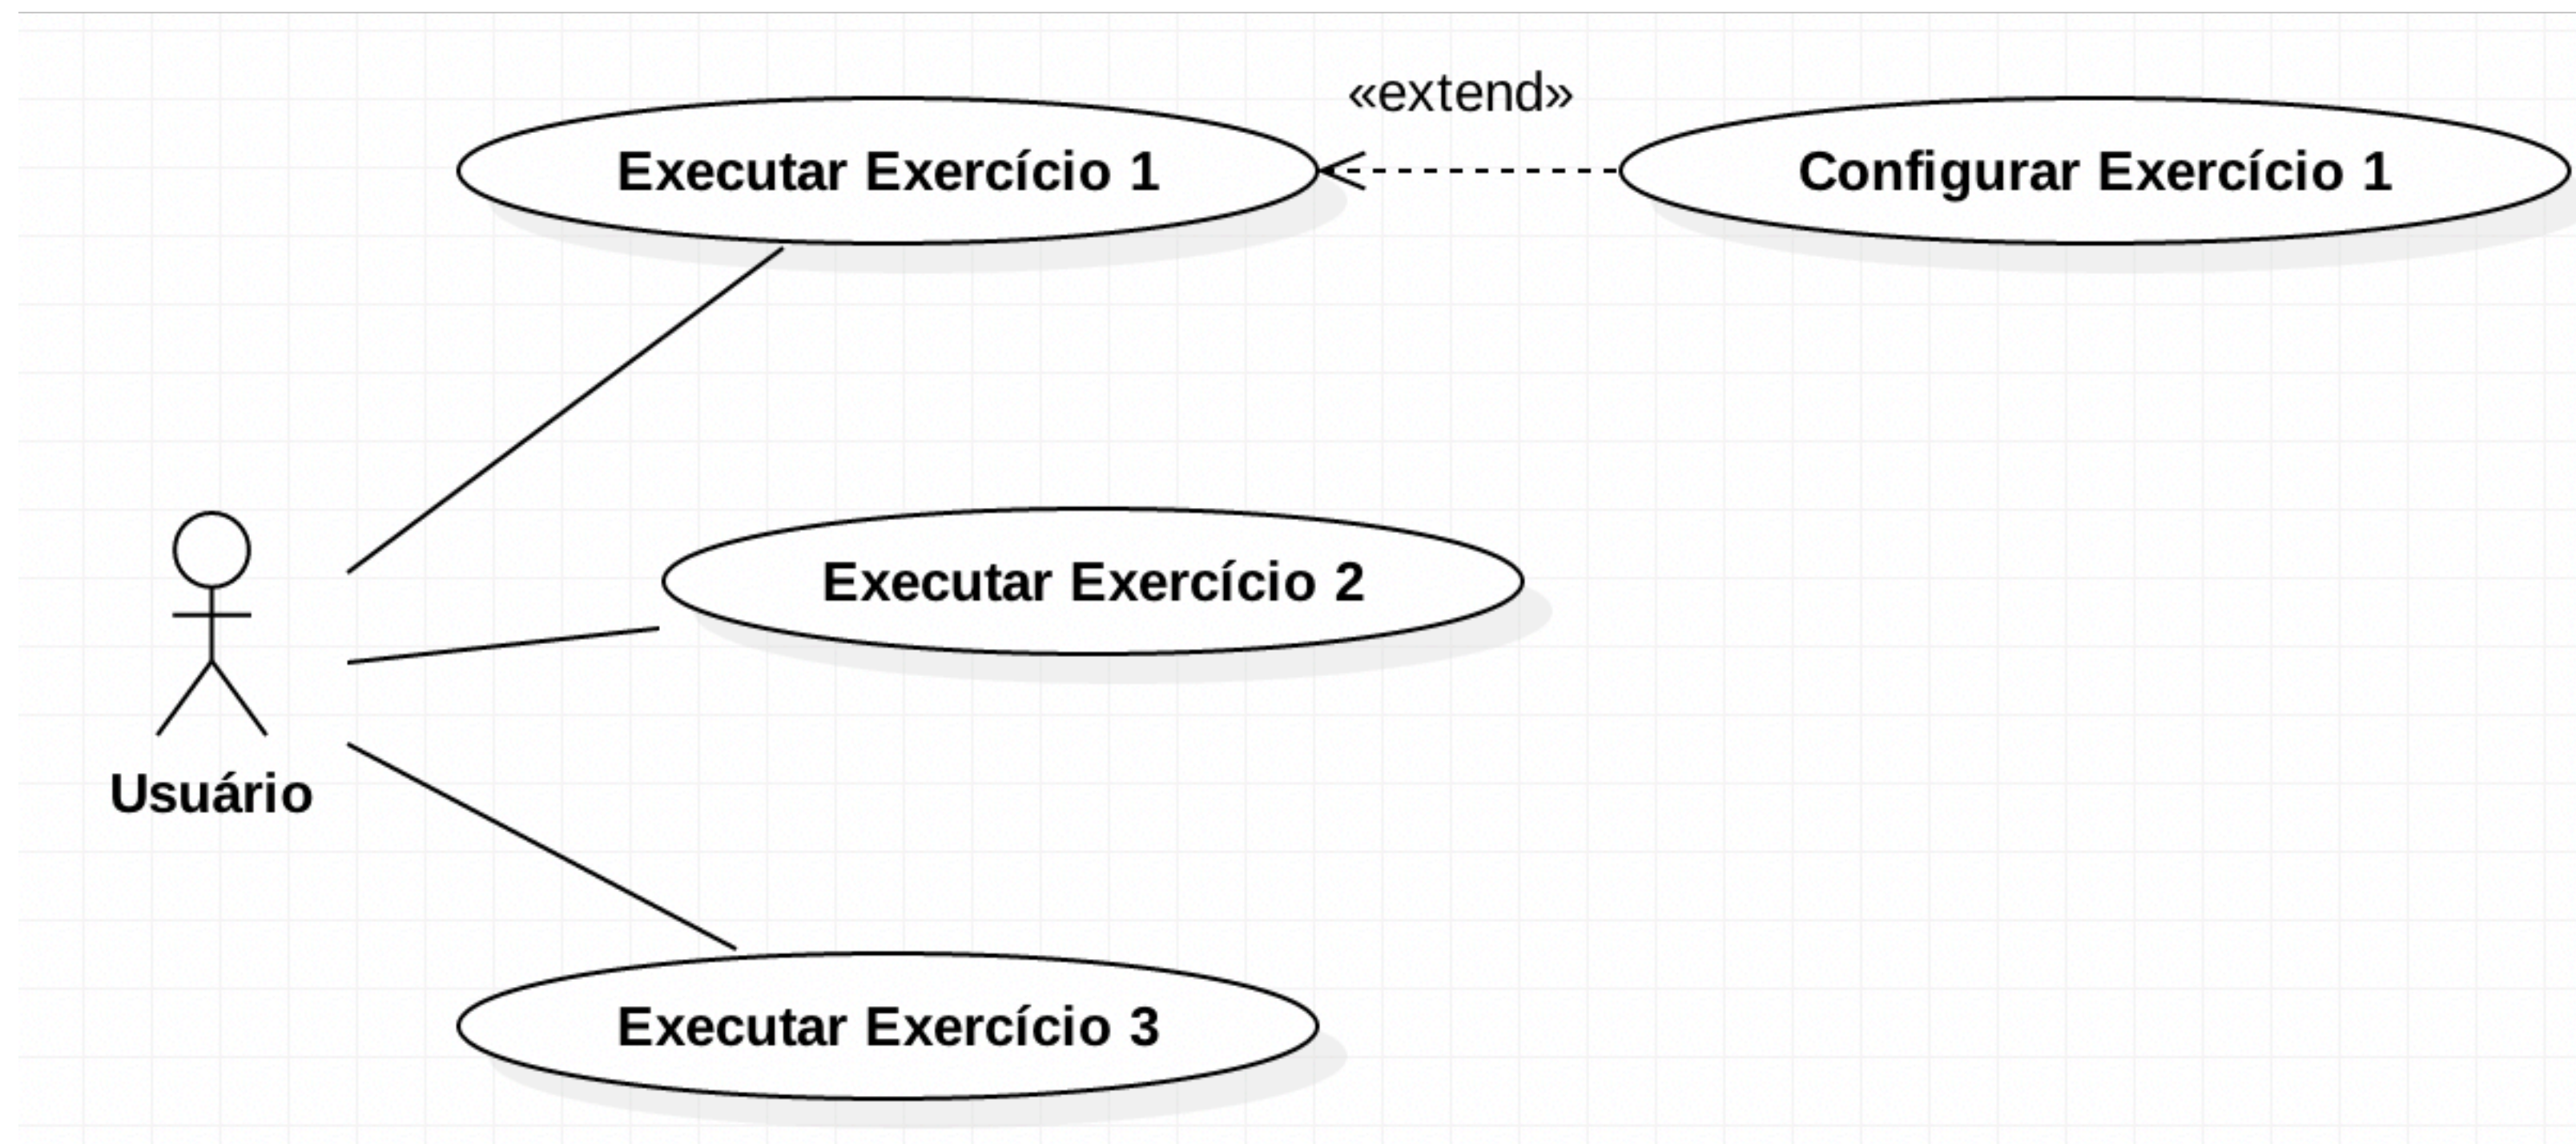 «extend»
Executar Exercício 1
Configurar Exercício 1
Executar Exercício 2
Usuário
Executar Exercício 3